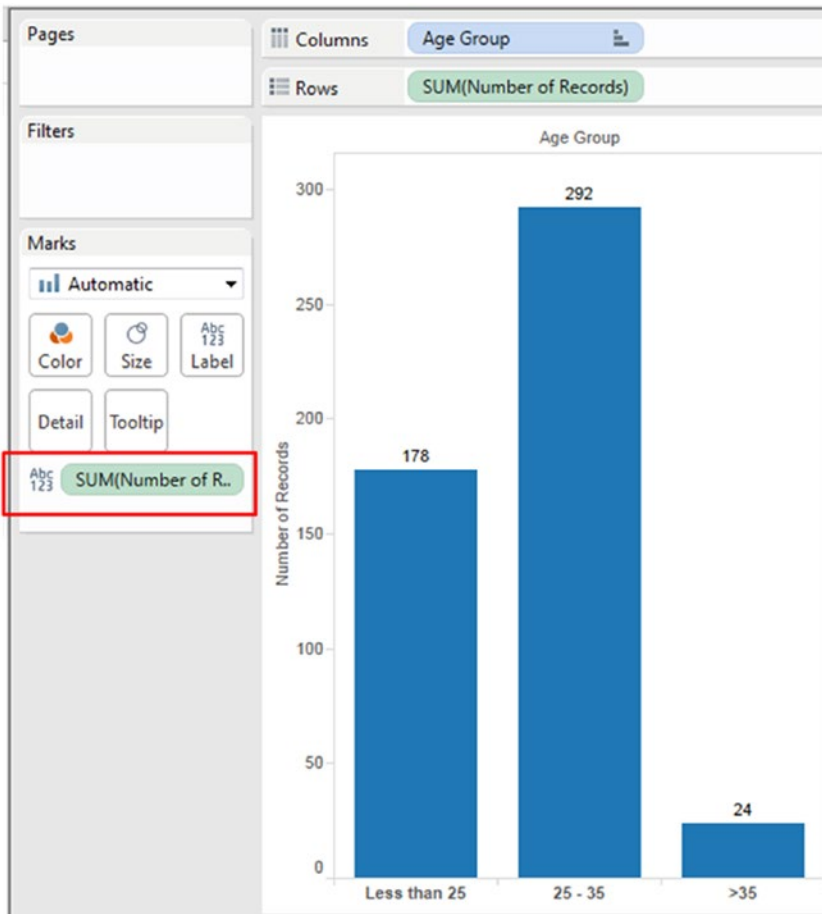 Pages
Columns
Age Group
Rows
SUM(Number of Records)
Filters
Marks
Automatic
Color
Size
Abc
123
Label
Detail
Tooltip
Abc
123
SUM(Number of R..
Age Group
Number of Records
300
250
200
150
100
50
0
178
292
24
Less than 25
25 - 35
>35